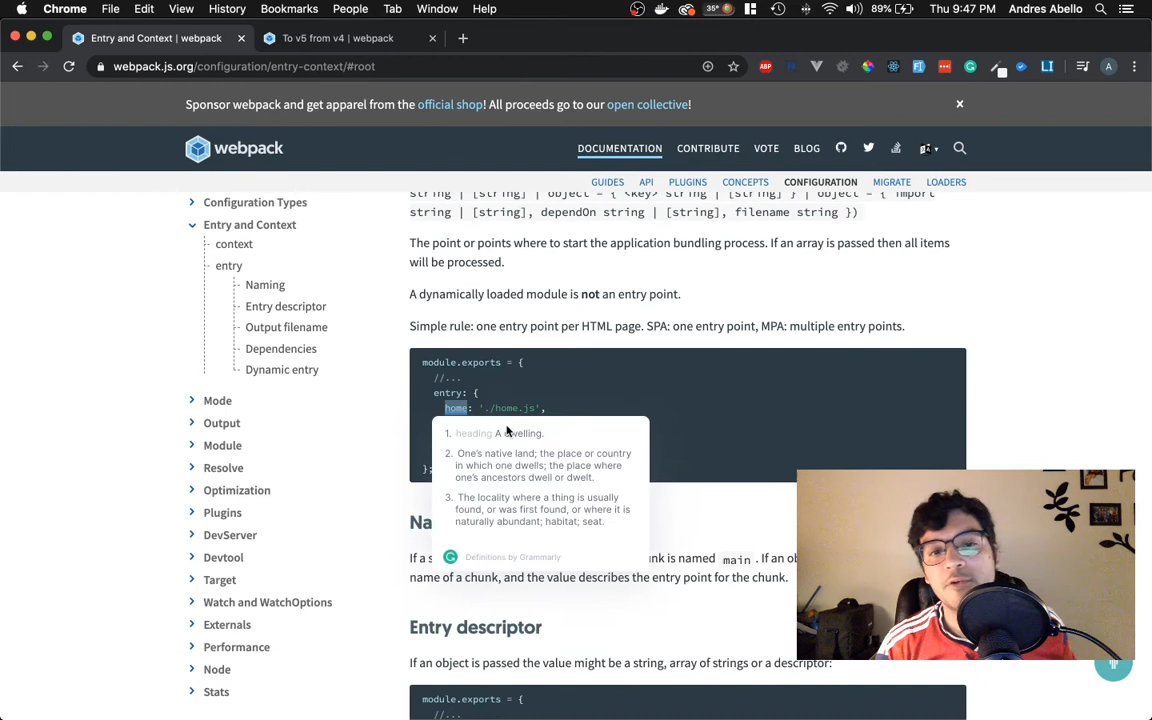 Chrome File Edit View History Bookmarks People Tab Window Help 35° 89% Thu 9:47 PM Andres Abello
Entry and Context | webpack To v5 from v4 | webpack
webpack.js.org/configuration/entry-context/#root ABP LI A
Sponsor webpack and get apparel from the official shop! All proceeds go to our open collective!
webpack DOCUMENTATION CONTRIBUTE VOTE BLOG
GUIDES API PLUGINS CONCEPTS CONFIGURATION MIGRATE LOADERS
Configuration Types
Entry and Context
context
entry
Naming
Entry descriptor
Output filename
Dependencies
Dynamic entry
Mode
Output
Module
Resolve
Optimization
Plugins
DevServer
Devtool
Target
Watch and WatchOptions
Externals
Performance
Node
Stats
string | [string] | object = { <key> string | [string] } | object = { import
string | [string], dependOn string | [string], filename string })
The point or points where to start the application bundling process. If an array is passed then all items
will be processed.
A dynamically loaded module is not an entry point.
Simple rule: one entry point per HTML page. SPA: one entry point, MPA: multiple entry points.
module.exports = {
//...
entry: {
home: './home.js',
};
1. heading A dwelling.
2. One's native land; the place or country
in which one dwells; the place where
one's ancestors dwell or dwelt.
3. The locality where a thing is usually
found, or was first found, or where it is
naturally abundant; habitat; seat.
Definitions by Grammarly
Na
If a s nk is named main . If an ob
name of a chunk, and the value describes the entry point for the chunk.
Entry descriptor
If an object is passed the value might be a string, array of strings or a descriptor:
module.exports = {
//...